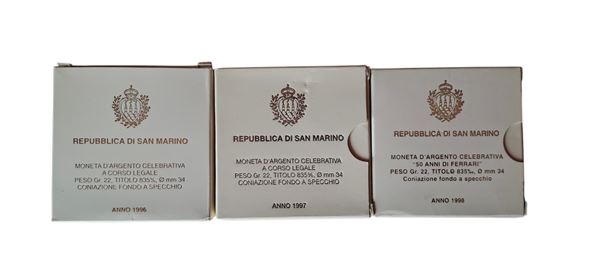 REPUBBLICA DI SAN MARINO
MONETA D'ARGENTO CELEBRATIVA
A CORSO LEGALE
PESO Gr. 22, TITOLO 835‰, Ø mm 34
CONIAZIONE FONDO A SPECCHIO
ANNO 1996
REPUBBLICA DI SAN MARINO
MONETA D'ARGENTO CELEBRATIVA
A CORSO LEGALE
PESO Gr. 22, TITOLO 835‰, Ø mm 34
CONIAZIONE FONDO A SPECCHIO
ANNO 1997
REPUBBLICA DI SAN MARINO
MONETA D'ARGENTO CELEBRATIVA
"50 ANNI DI FERRARI"
PESO Gr. 22, TITOLO 835‰, Ø mm 34
Coniazione fondo a specchio
ANNO 1998